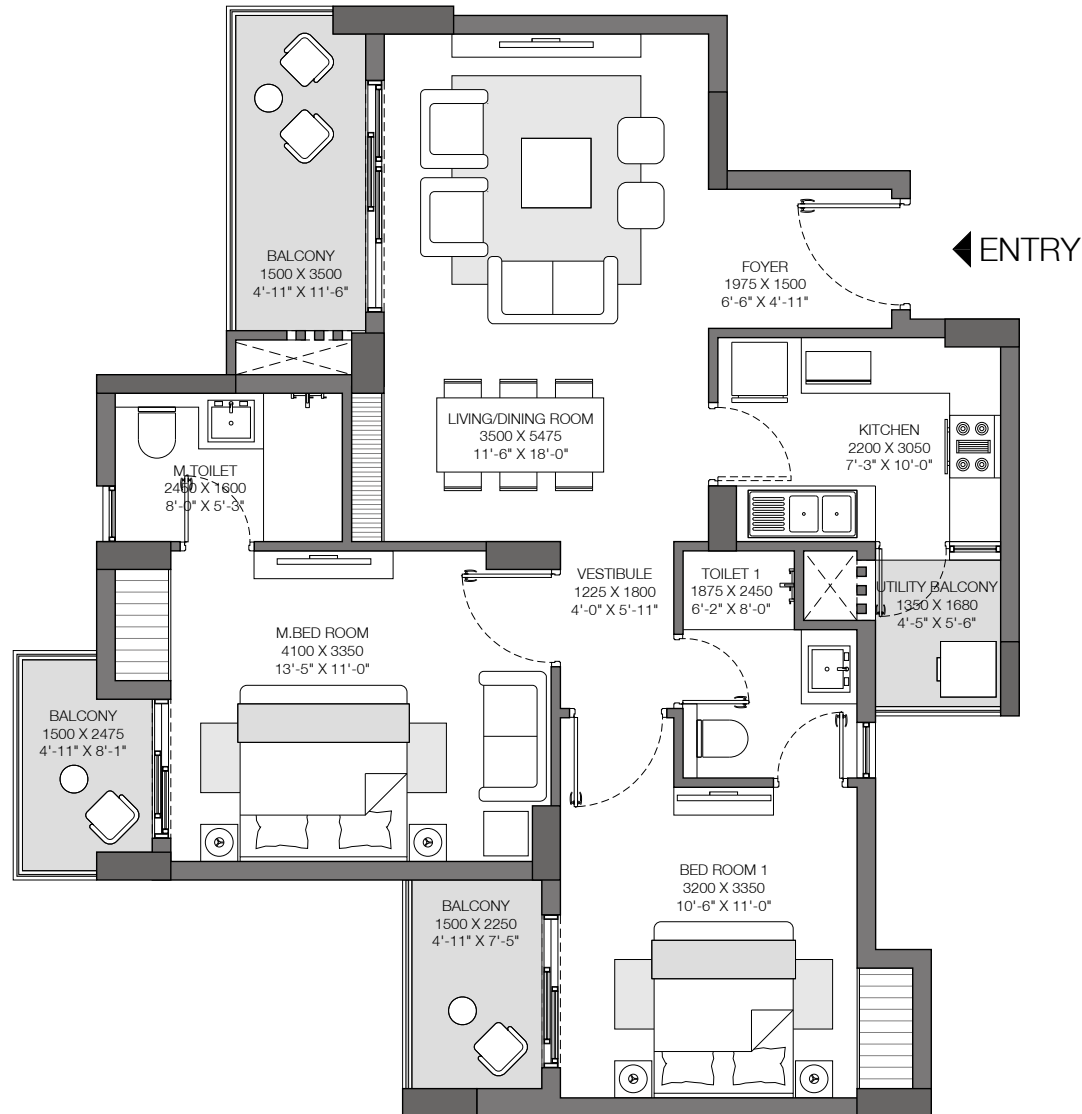 BALCONY
1500 X 3500
4'-11" X 11'-6"
FOYER
1975 X 1500
6'-6" X 4'-11"
ENTRY
LIVING/DINING ROOM
3500 X 5475
11'-6" X 18'-0"
KITCHEN
2200 X 3050
7'-3" X 10'-0"
M.TOILET
2450 X 1600
8'-0" X 5'-3"
VESTIBULE
1225 X 1800
4'-0" X 5'-11"
TOILET 1
1875 X 2450
6'-2" X 8'-0"
UTILITY BALCONY
1350 X 1680
4'-5" X 5'-6"
M.BED ROOM
4100 X 3350
13'-5" X 11'-0"
BALCONY
1500 X 2475
4'-11" X 8'-1"
BED ROOM 1
3200 X 3350
10'-6" X 11'-0"
BALCONY
1500 X 2250
4'-11" X 7'-5"